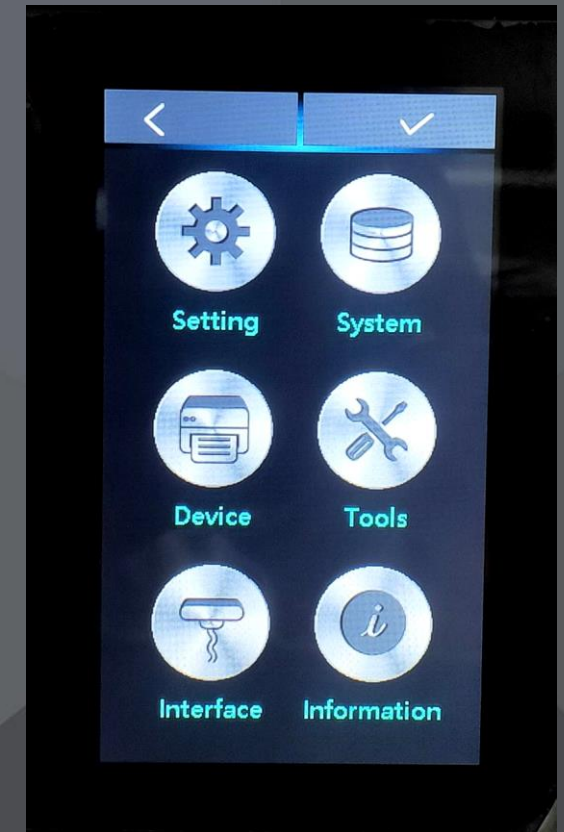 Setting
System
Device
Tools
Interface
Information